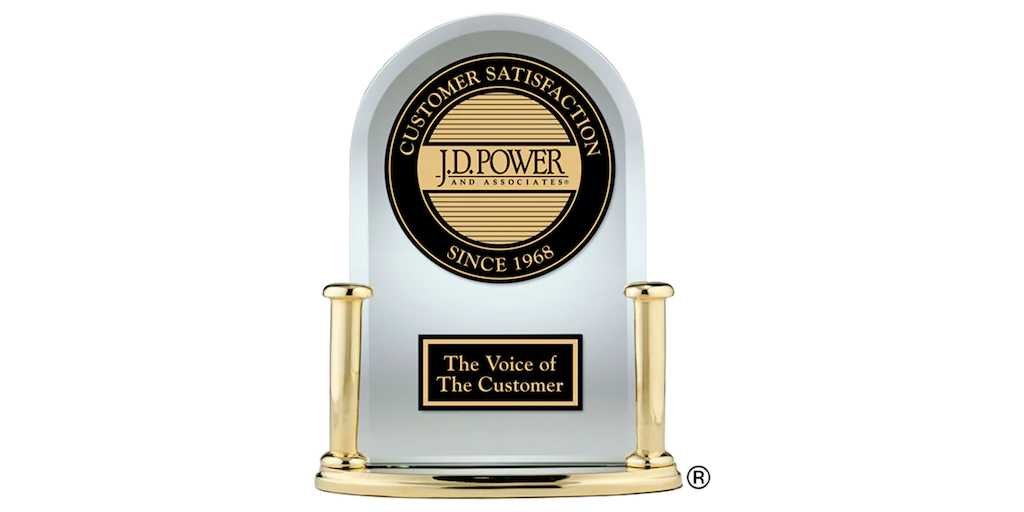 CUSTOMER SATISFACTION
J.D. POWER
AND ASSOCIATES®
SINCE 1968
The Voice of
The Customer
®